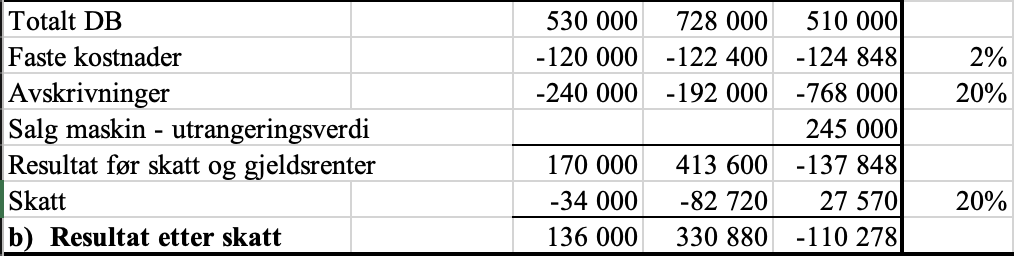 Totalt DB 530 000 728 000 510 000
Faste kostnader -120 000 -122 400 -124 848 2%
Avskrivninger -240 000 -192 000 -768 000 20%
Salg maskin - utrangeringsverdi 245 000
Resultat før skatt og gjeldsrenter 170 000 413 600 -137 848
Skatt -34 000 -82 720 27 570 20%
b) Resultat etter skatt 136 000 330 880 -110 278